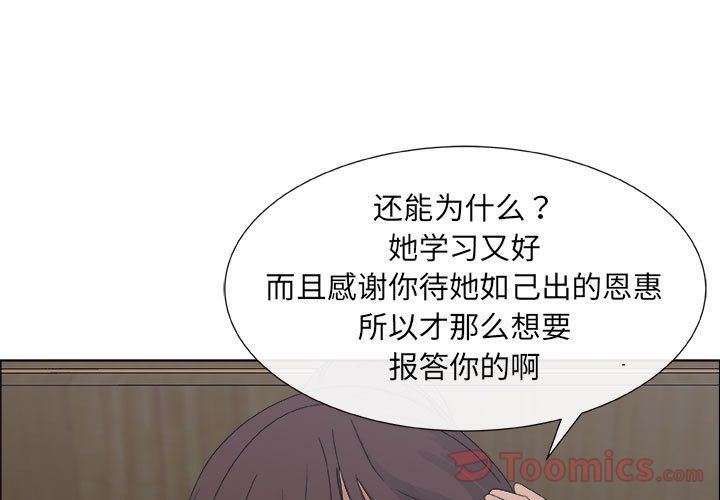 还能为什么？
她学习又好
而且感谢你待她如己出的恩惠
所以才那么想要
报答你的啊
Toomics.com